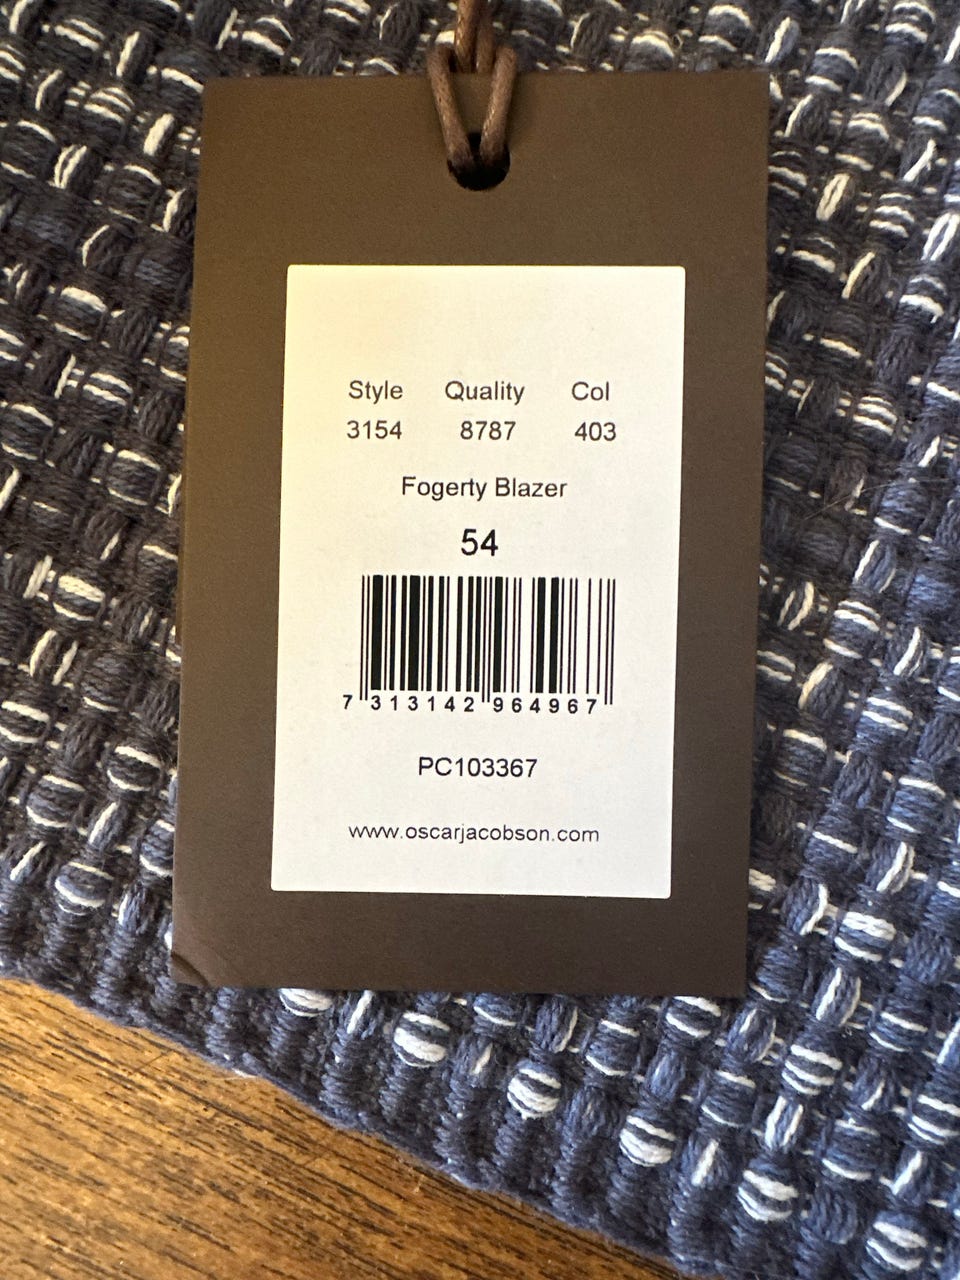 Style Quality Col
3154 8787 403
Fogerty Blazer
54
7 313142 964967
PC103367
www.oscarjacobson.com